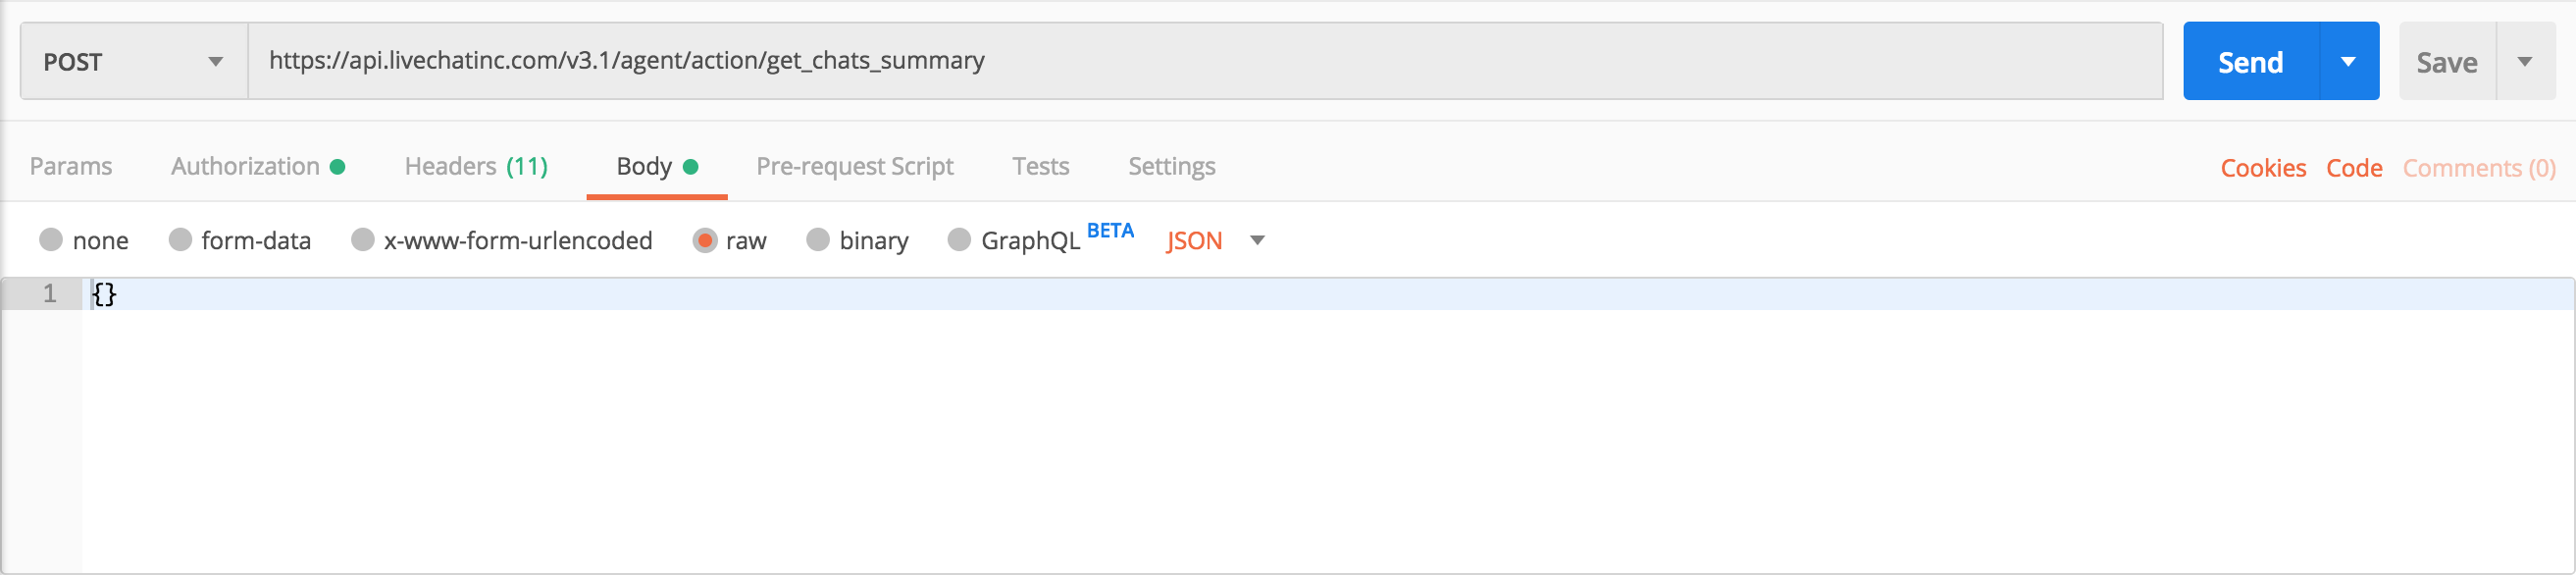 POST https://api.livechatinc.com/v3.1/agent/action/get_chats_summary Send Save
Params Authorization Headers (11) Body Pre-request Script Tests Settings Cookies Code Comments (0)
none form-data x-www-form-urlencoded raw binary GraphQL BETA JSON
1 {}